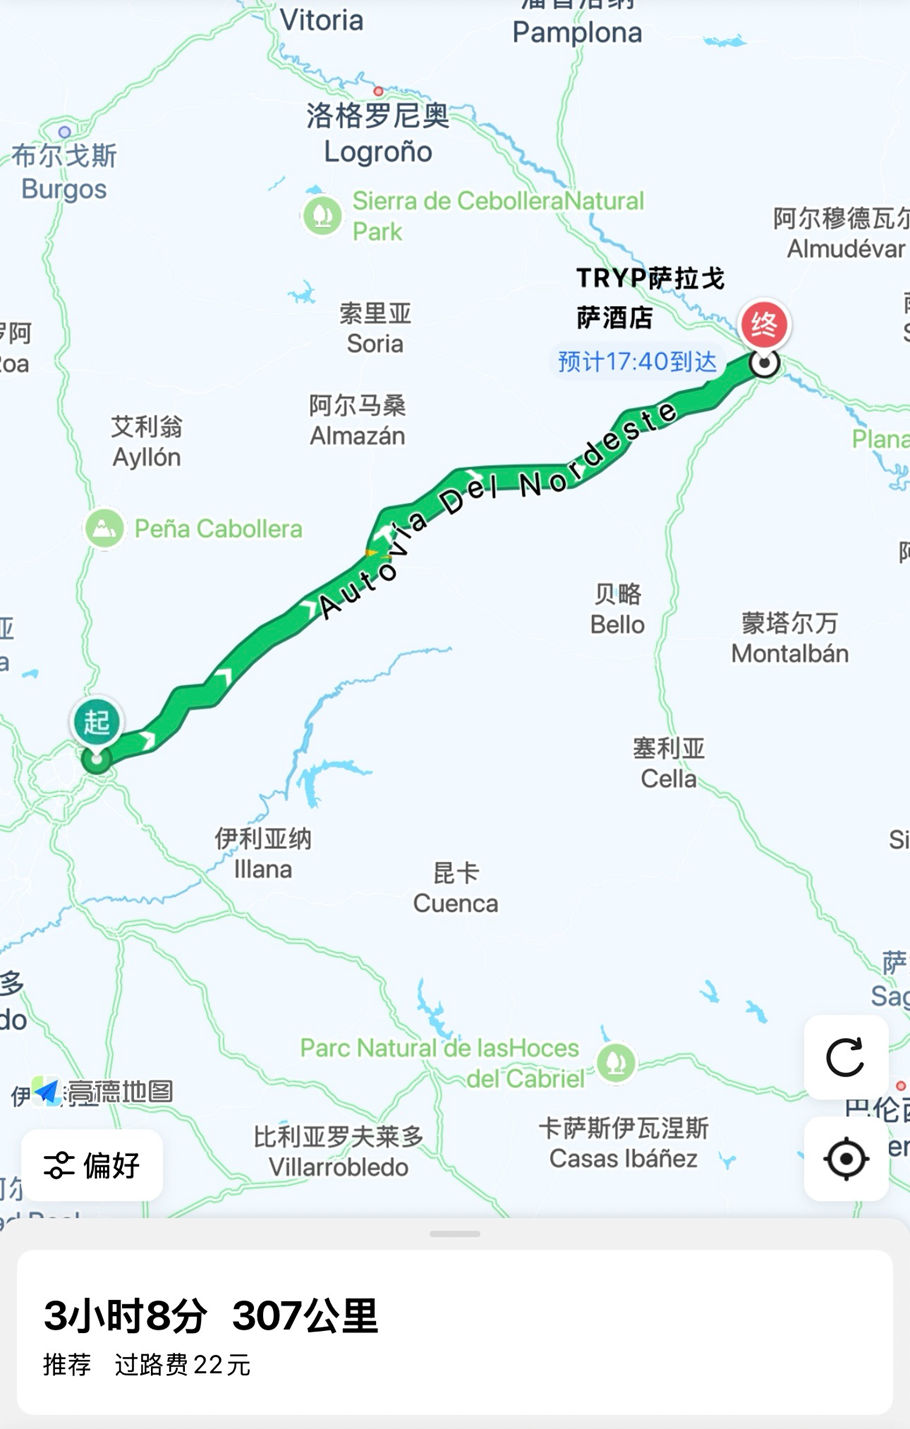 Vitoria
Pamplona
洛格罗尼奥
Logroño
布尔戈斯
Burgos
Sierra de CebolleraNatural
Park
阿尔穆德瓦尔
Almudévar
TRYP萨拉戈
萨酒店
终
预计17:40到达
索里亚
Soria
阿尔马桑
Almazán
艾利翁
Ayllón
Plana
Autovía Del Nordeste
Peña Cabollera
贝略
Bello
蒙塔尔万
Montalbán
起
塞利亚
Cella
伊利亚纳
Illana
昆卡
Cuenca
萨
Sag
多
do
Parc Natural de lasHoces
del Cabriel
高德地图
比利亚罗夫莱多
Villarrobledo
卡萨斯伊瓦涅斯
Casas Ibáñez
偏好
3小时8分 307公里
推荐 过路费22元